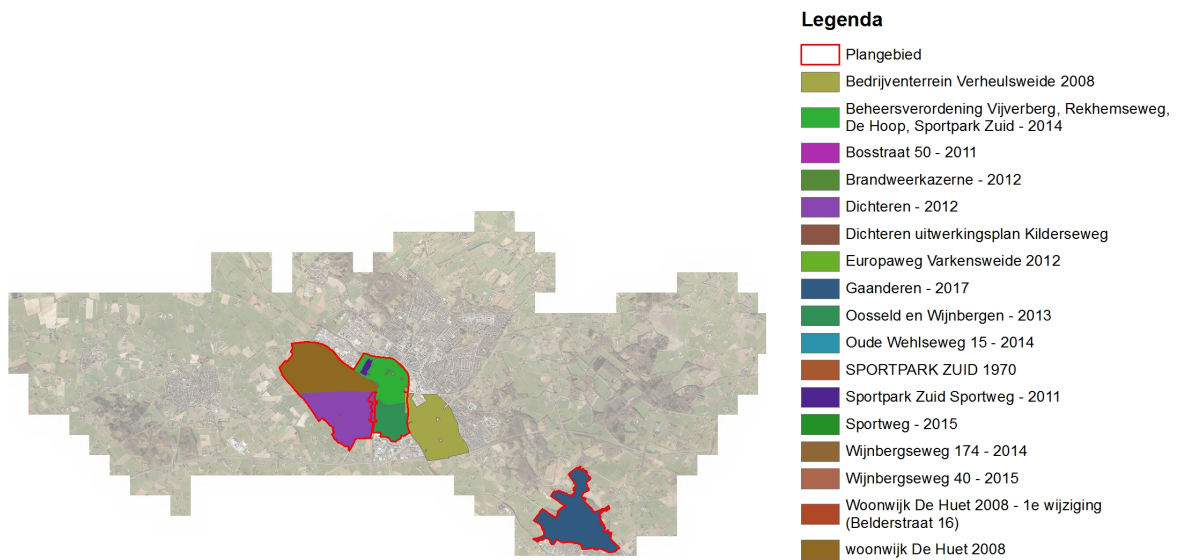 Legenda
Plangebied
Bedrijventerrein Verheulsweide 2008
Beheersverordening Vijverberg, Rekhemseweg,
De Hoop, Sportpark Zuid - 2014
Bosstraat 50 - 2011
Brandweerkazerne - 2012
Dichteren - 2012
Dichteren uitwerkingsplan Kilderseweg
Europaweg Varkensweide 2012
Gaanderen - 2017
Oosseld en Wijnbergen - 2013
Oude Wehlseweg 15 - 2014
SPORTPARK ZUID 1970
Sportpark Zuid Sportweg - 2011
Sportweg - 2015
Wijnbergseweg 174 - 2014
Wijnbergseweg 40 - 2015
Woonwijk De Huet 2008 - 1e wijziging
(Belderstraat 16)
woonwijk De Huet 2008